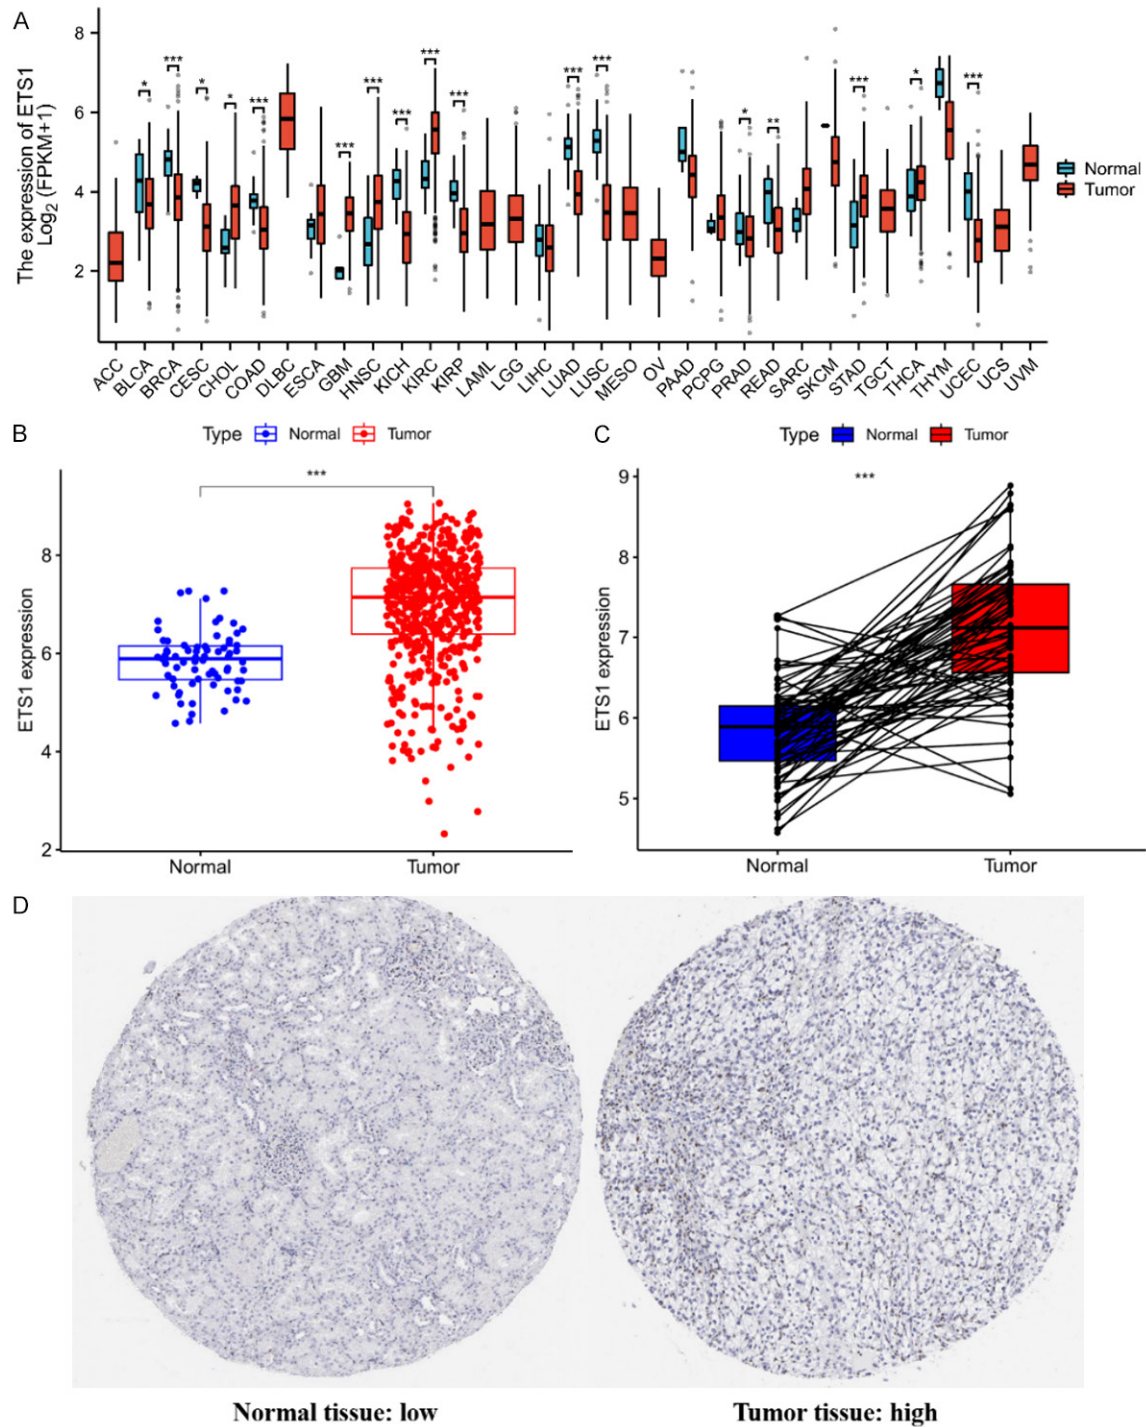 A
The expression of ETS1
Log2 (FPKM+1)
8
6
4
2
* *** * * *** *** *** *** *** *** *** *** * ** *** * ***
Normal
Tumor
ACC BLCA BRCA CESC CHOL COAD DLBC ESCA GBM HNSC KICH KIRC KIRP LAML LGG LIHC LUAD LUSC MESO OV PAAD PCPG PRAD READ SARC SKCM STAD TGCT THCA THYM UCEC UCS UVM
B
Type Normal Tumor
***
ETS1 expression
8
6
4
2
Normal Tumor
C
Type Normal Tumor
***
ETS1 expression
9
8
7
6
5
Normal Tumor
D
Normal tissue: low Tumor tissue: high